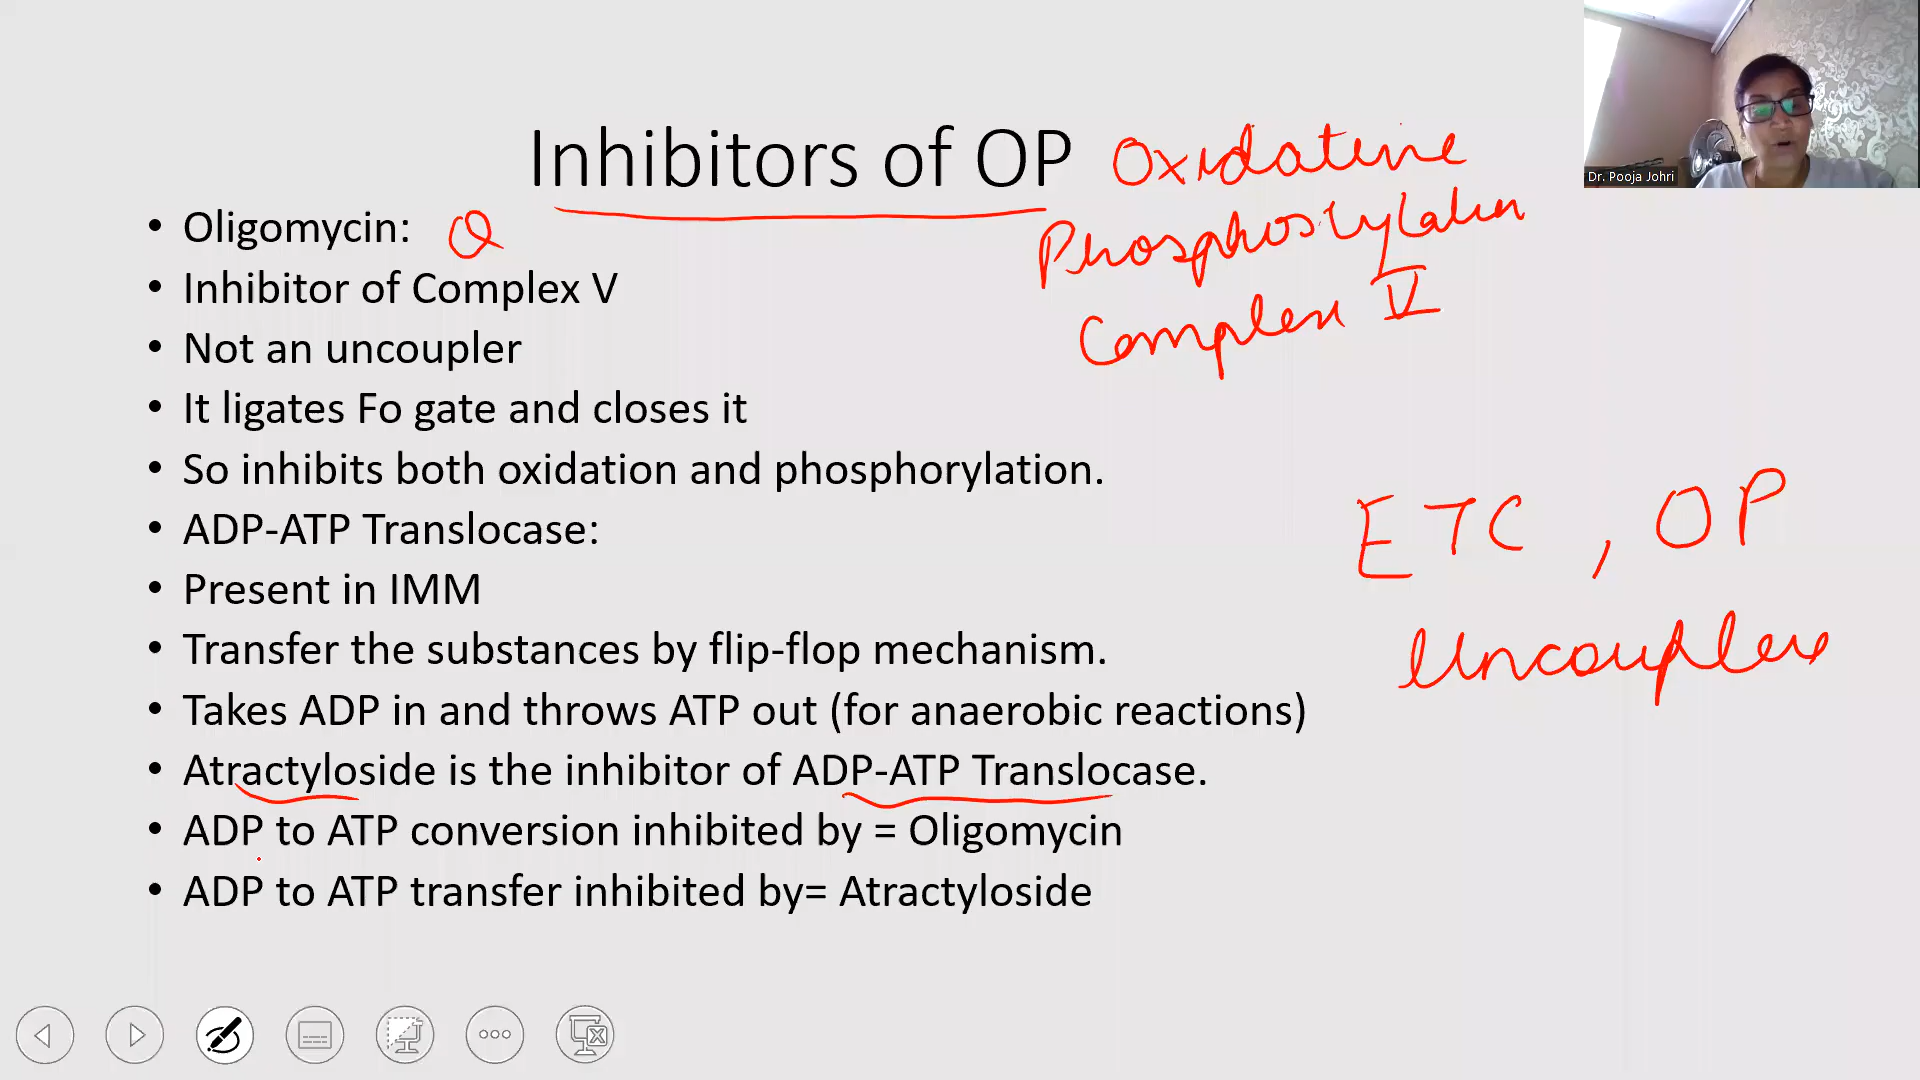 Inhibitors of OP Oxidative
Phosphorylation
Complex V
• Oligomycin: O
• Inhibitor of Complex V
• Not an uncoupler
• It ligates Fo gate and closes it
• So inhibits both oxidation and phosphorylation.
• ADP-ATP Translocase:
• Present in IMM
• Transfer the substances by flip-flop mechanism.
• Takes ADP in and throws ATP out (for anaerobic reactions)
• Atractyloside is the inhibitor of ADP-ATP Translocase.
• ADP to ATP conversion inhibited by = Oligomycin
• ADP to ATP transfer inhibited by= Atractyloside
ETC , OP
Uncouplers
Dr. Pooja Johri